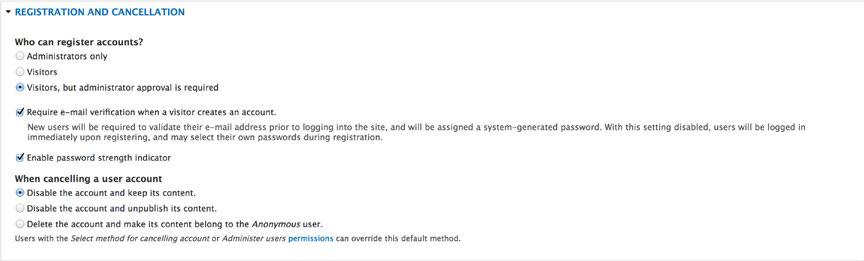 REGISTRATION AND CANCELLATION
Who can register accounts?
Administrators only
Visitors
Visitors, but administrator approval is required
Require e-mail verification when a visitor creates an account.
New users will be required to validate their e-mail address prior to logging into the site, and will be assigned a system-generated password. With this setting disabled, users will be logged in
immediately upon registering, and may select their own passwords during registration.
Enable password strength indicator
When cancelling a user account
Disable the account and keep its content.
Disable the account and unpublish its content.
Delete the account and make its content belong to the Anonymous user.
Users with the Select method for cancelling account or Administer users permissions can override this default method.